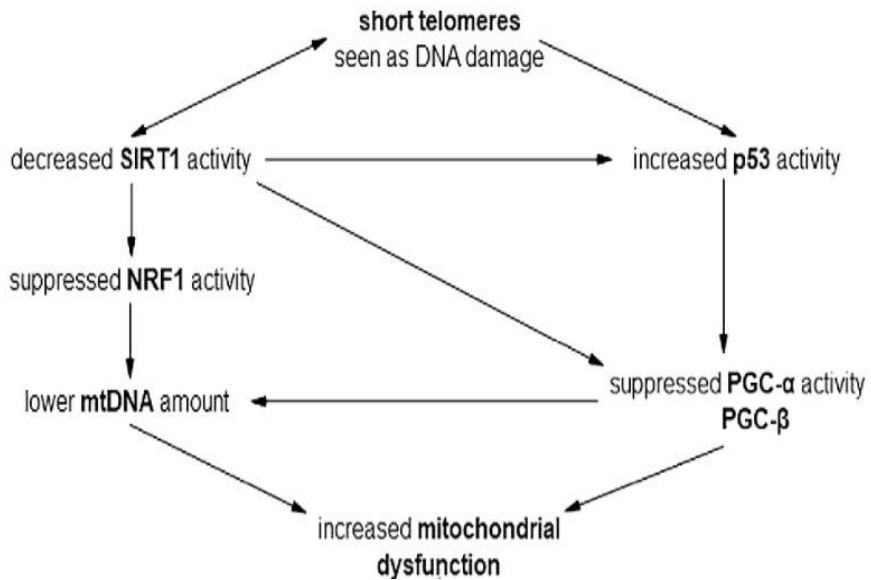 short telomeres
seen as DNA damage
decreased SIRT1 activity
increased p53 activity
suppressed NRF1 activity
suppressed PGC-α activity
PGC-β
lower mtDNA amount
increased mitochondrial
dysfunction